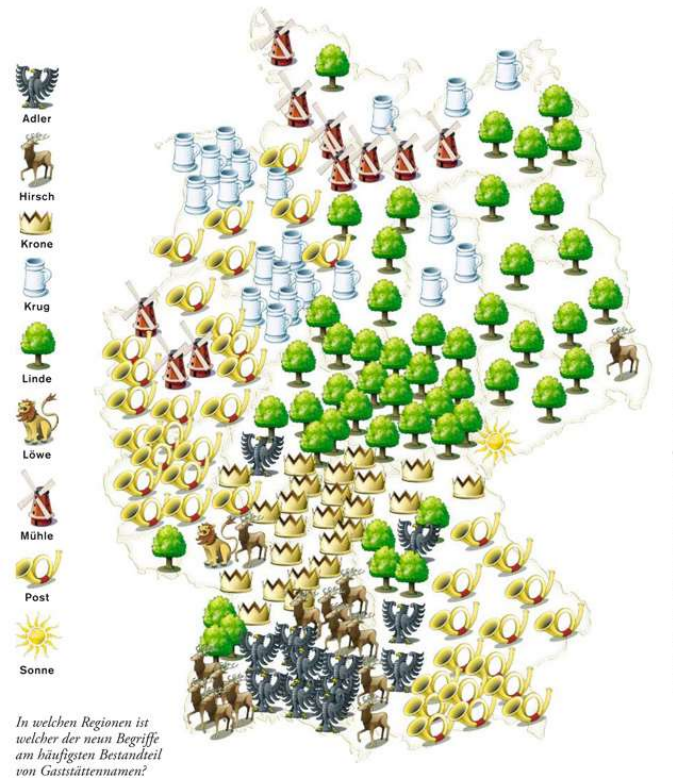 Adler
Hirsch
Krone
Krug
Linde
Löwe
Mühle
Post
Sonne
In welchen Regionen ist
welcher der neun Begriffe
am häufigsten Bestandteil
von Gaststättennamen?